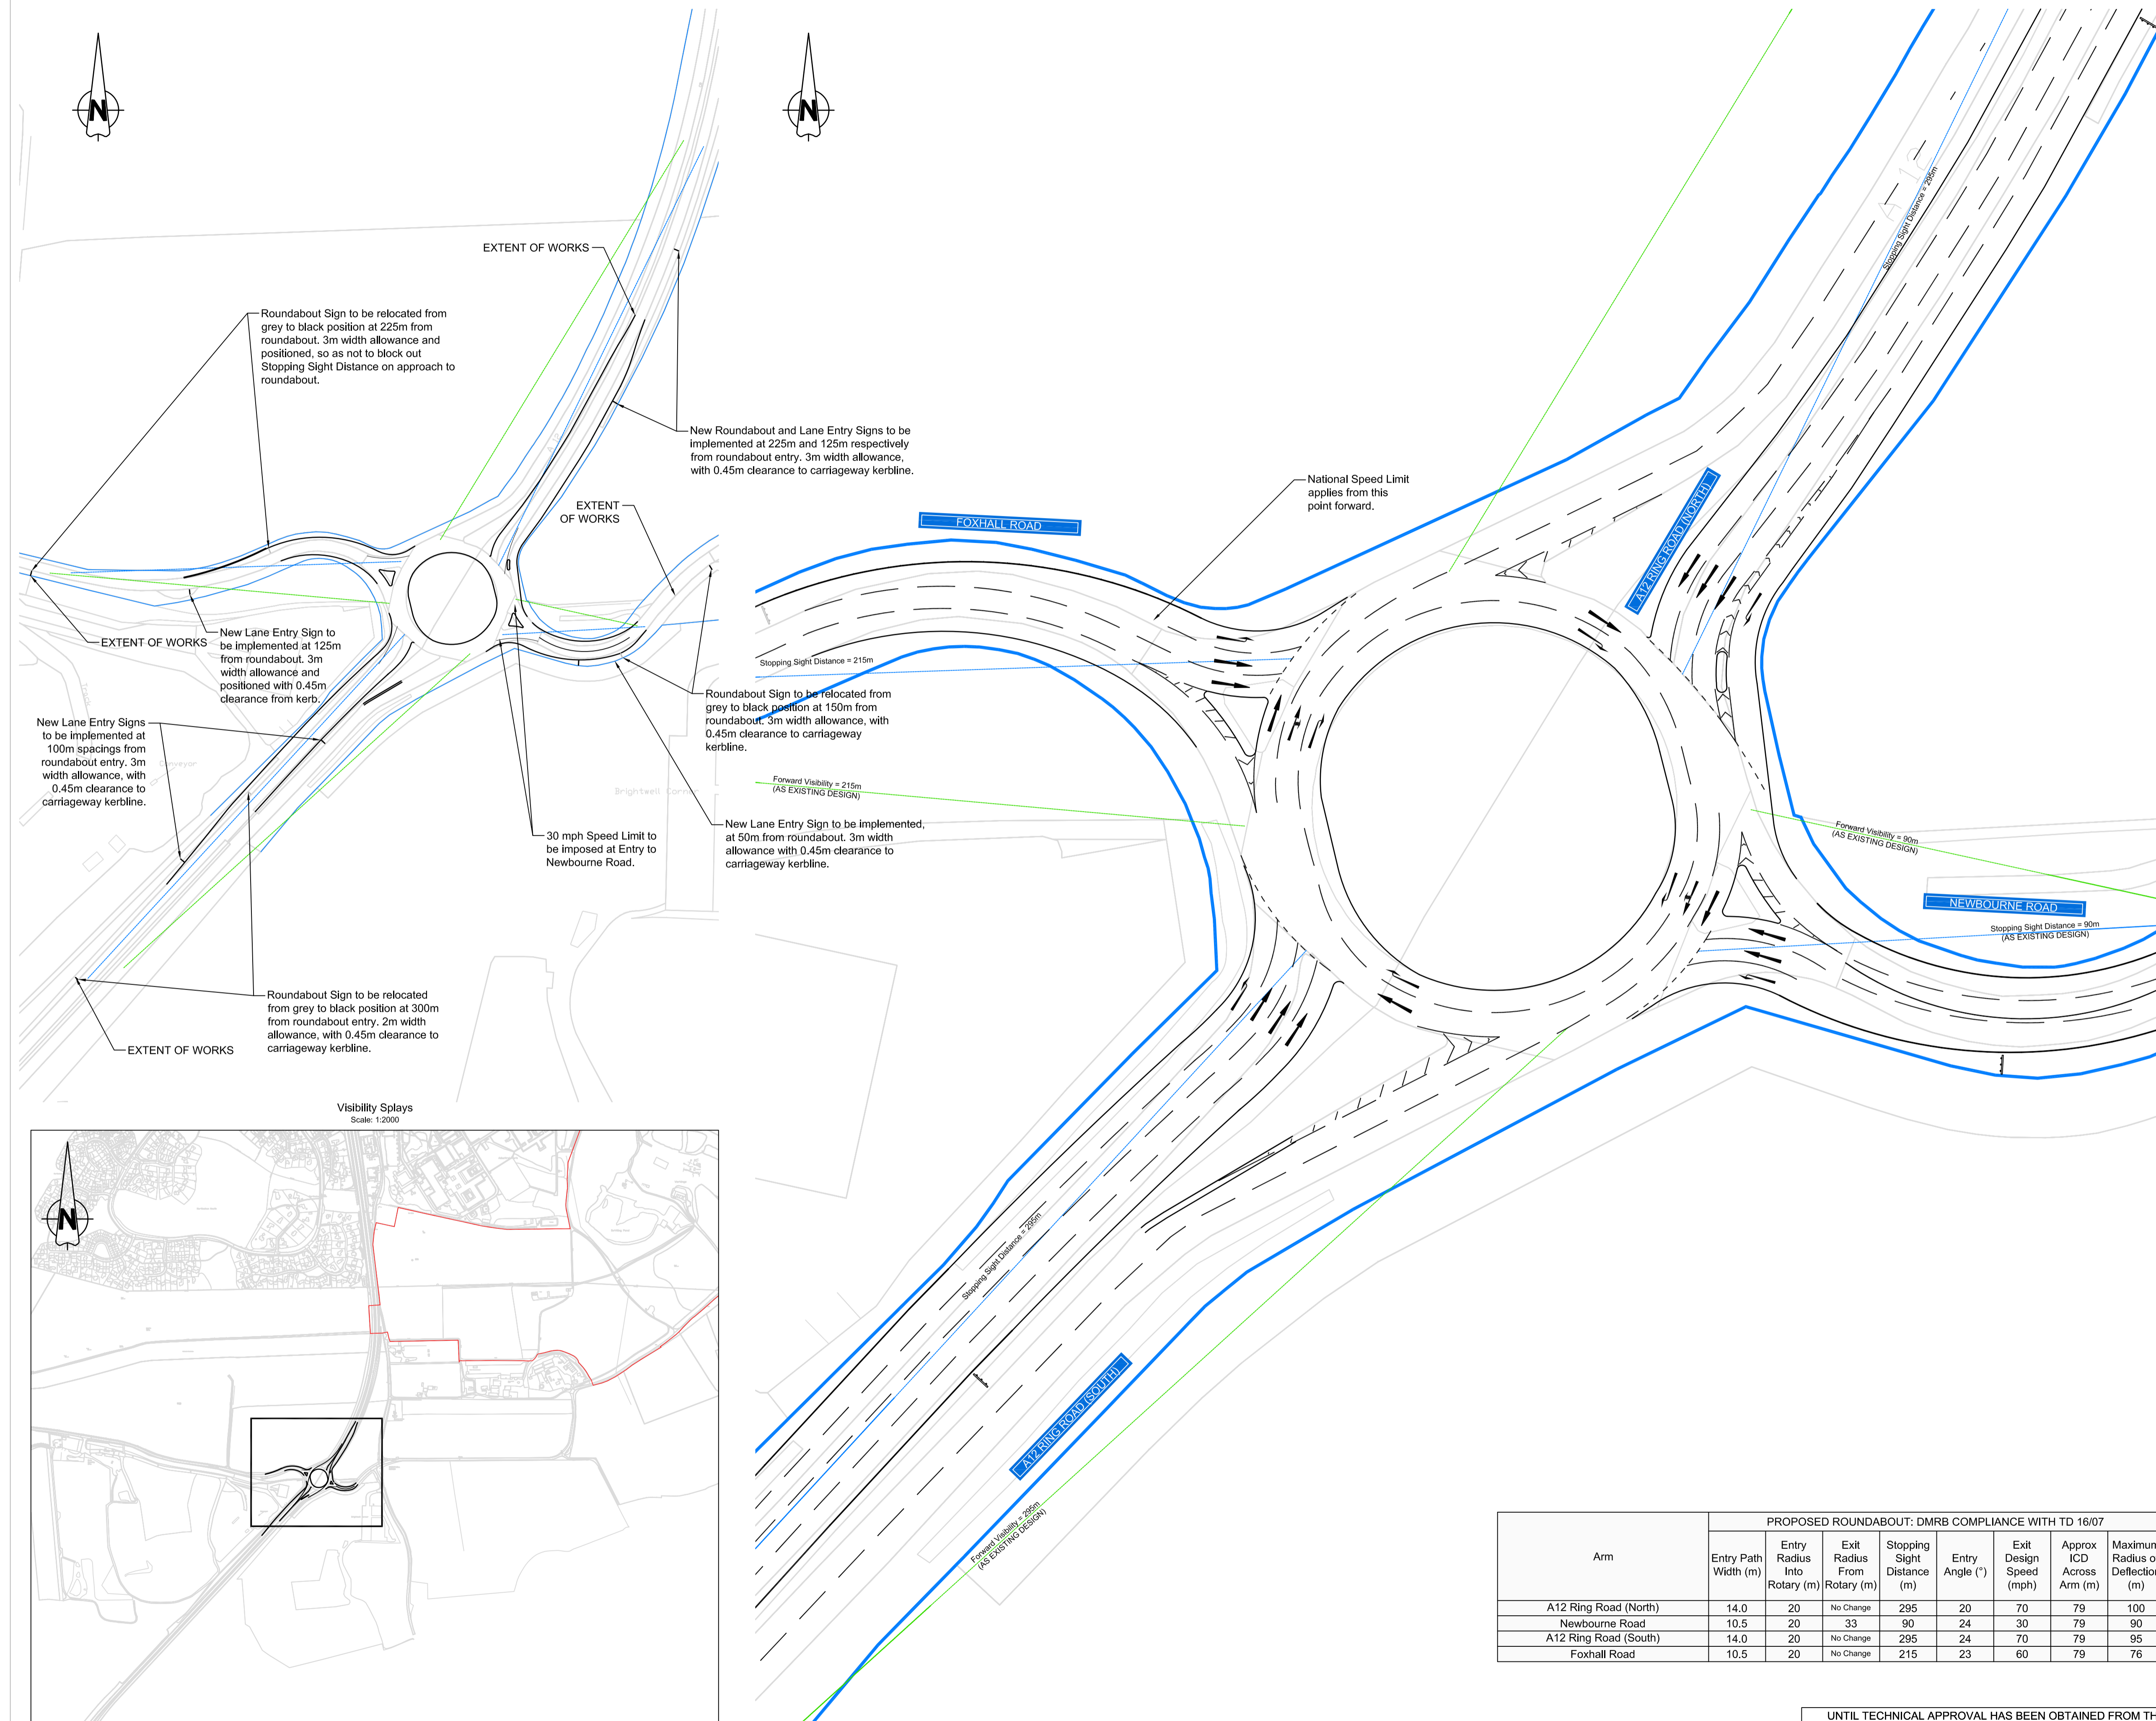 N
N
EXTENT OF WORKS
Roundabout Sign to be relocated from
grey to black position at 225m from
roundabout. 3m width allowance and
positioned, so as not to block out
Stopping Sight Distance on approach to
roundabout.
New Roundabout and Lane Entry Signs to be
implemented at 225m and 125m respectively
from roundabout entry. 3m width allowance,
with 0.45m clearance to carriageway kerbline.
EXTENT
OF WORKS
EXTENT OF WORKS
New Lane Entry Sign to
be implemented at 125m
from roundabout. 3m
width allowance and
positioned with 0.45m
clearance from kerb.
New Lane Entry Signs
to be implemented at
100m spacings from
roundabout entry. 3m
width allowance, with
0.45m clearance to
carriageway kerbline.
Conveyor
Brightwell Corner
Roundabout Sign to be relocated from
grey to black position at 150m from
roundabout. 3m width allowance, with
0.45m clearance to carriageway
kerbline.
New Lane Entry Sign to be implemented,
at 50m from roundabout. 3m width
allowance with 0.45m clearance to
carriageway kerbline.
30 mph Speed Limit to
be imposed at Entry to
Newbourne Road.
Roundabout Sign to be relocated
from grey to black position at 300m
from roundabout entry. 2m width
allowance, with 0.45m clearance to
carriageway kerbline.
EXTENT OF WORKS
Visibility Splays
Scale: 1:2000
N
A 12
Stopping Sight Distance = 295m
National Speed Limit
applies from this
point forward.
FOXHALL ROAD
A12 RING ROAD (NORTH)
Stopping Sight Distance = 215m
Forward Visibility = 215m
(AS EXISTING DESIGN)
Forward Visibility = 90m
(AS EXISTING DESIGN)
NEWBOURNE ROAD
Stopping Sight Distance = 90m
(AS EXISTING DESIGN)
Stopping Sight Distance = 295m
A12 RING ROAD (SOUTH)
Forward Visibility = 295m
(AS EXISTING DESIGN)
PROPOSED ROUNDABOUT: DMRB COMPLIANCE WITH TD 16/07
Arm Entry Path Width (m) Entry Radius Into Rotary (m) Exit Radius From Rotary (m) Stopping Sight Distance (m) Entry Angle (°) Exit Design Speed (mph) Approx ICD Across Arm (m) Maximum Radius of Deflection (m)
A12 Ring Road (North) 14.0 20 No Change 295 20 70 79 100
Newbourne Road 10.5 20 33 90 24 30 79 90
A12 Ring Road (South) 14.0 20 No Change 295 24 70 79 95
Foxhall Road 10.5 20 No Change 215 23 60 79 76
UNTIL TECHNICAL APPROVAL HAS BEEN OBTAINED FROM TH